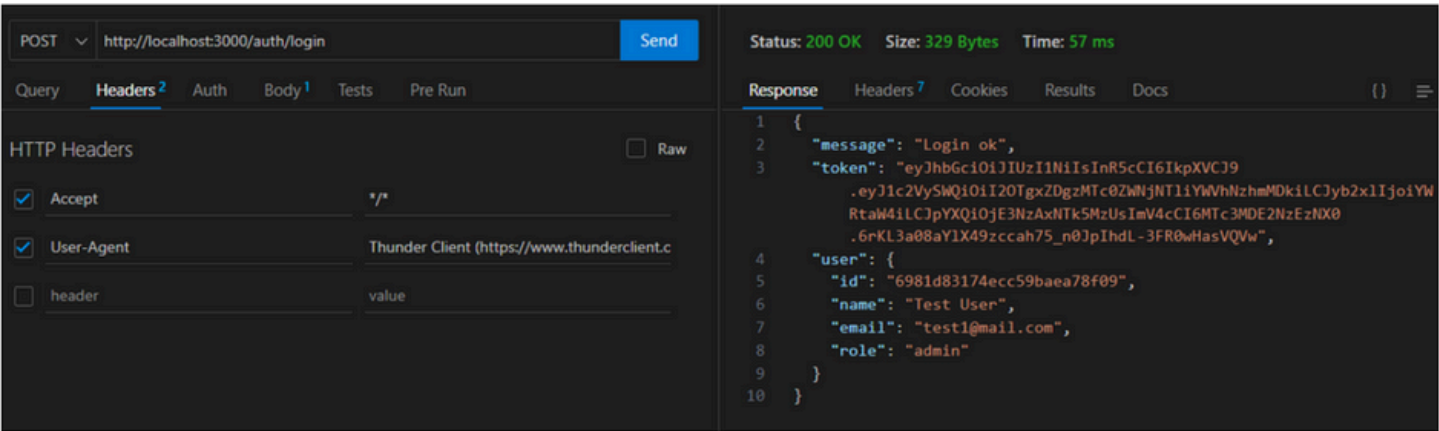 POST http://localhost:3000/auth/login Send
Query Headers 2 Auth Body 1 Tests Pre Run
HTTP Headers Raw
Accept */*
User-Agent Thunder Client (https://www.thunderclient.c
header value
Status: 200 OK Size: 329 Bytes Time: 57 ms
Response Headers 7 Cookies Results Docs {}
1 {
2 "message": "Login ok",
3 "token": "eyJhbGciOiJIUzI1NiIsInR5cCI6IkpXVCJ9
.eyJ1c2VySWQiOiI2OTgxZDgzMTc0ZWNjNTliYWVhNzhmMDkiLCJyb2xlIjoiYW
RtaW4iLCJpYXQiOjE3NzAxNTk5MzUsImV4cCI6MTc3MDE2NzEzNX0
.6rKL3a08aYlX49zccah75_n0JpIhdL-3FR0wHasVQVw",
4 "user": {
5 "id": "6981d83174ecc59baea78f09",
6 "name": "Test User",
7 "email": "test1@mail.com",
8 "role": "admin"
9 }
10 }